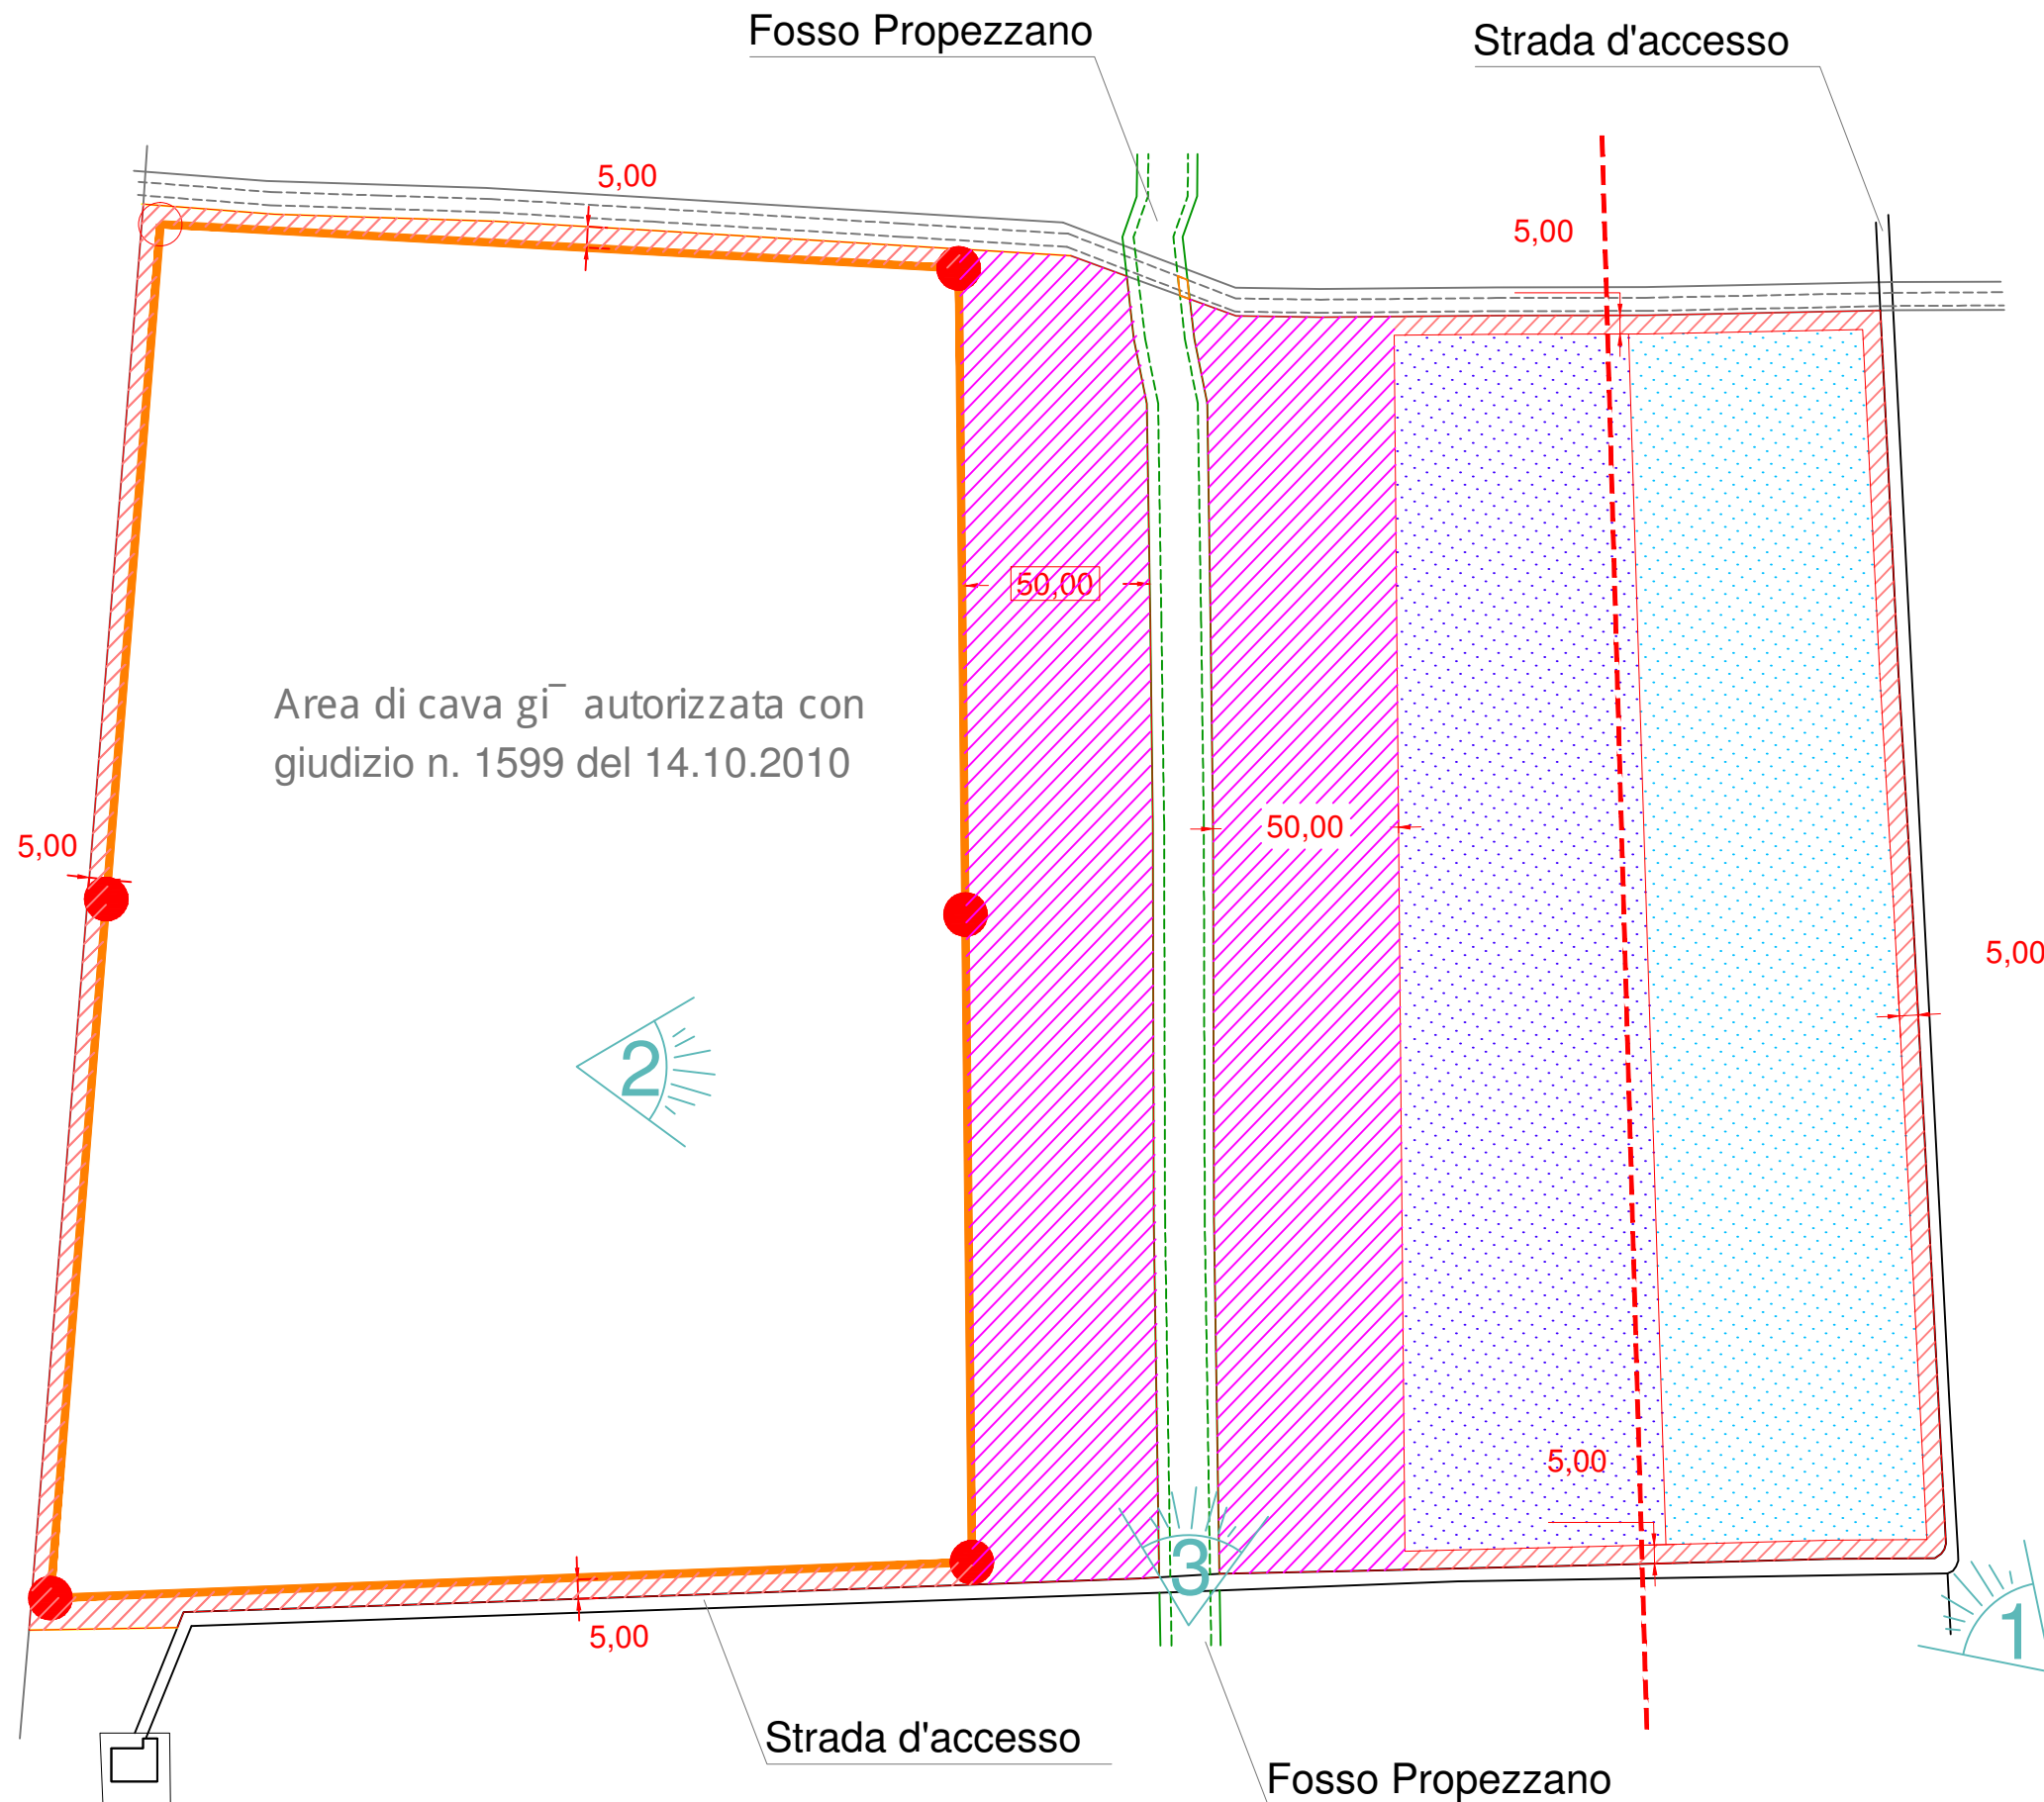 Fosso Propezzano
Strada d'accesso
5,00
5,00
50,00
Area di cava gi¯ autorizzata con
giudizio n. 1599 del 14.10.2010
50,00
5,00
5,00
2
5,00
3
1
5,00
Strada d'accesso
Fosso Propezzano